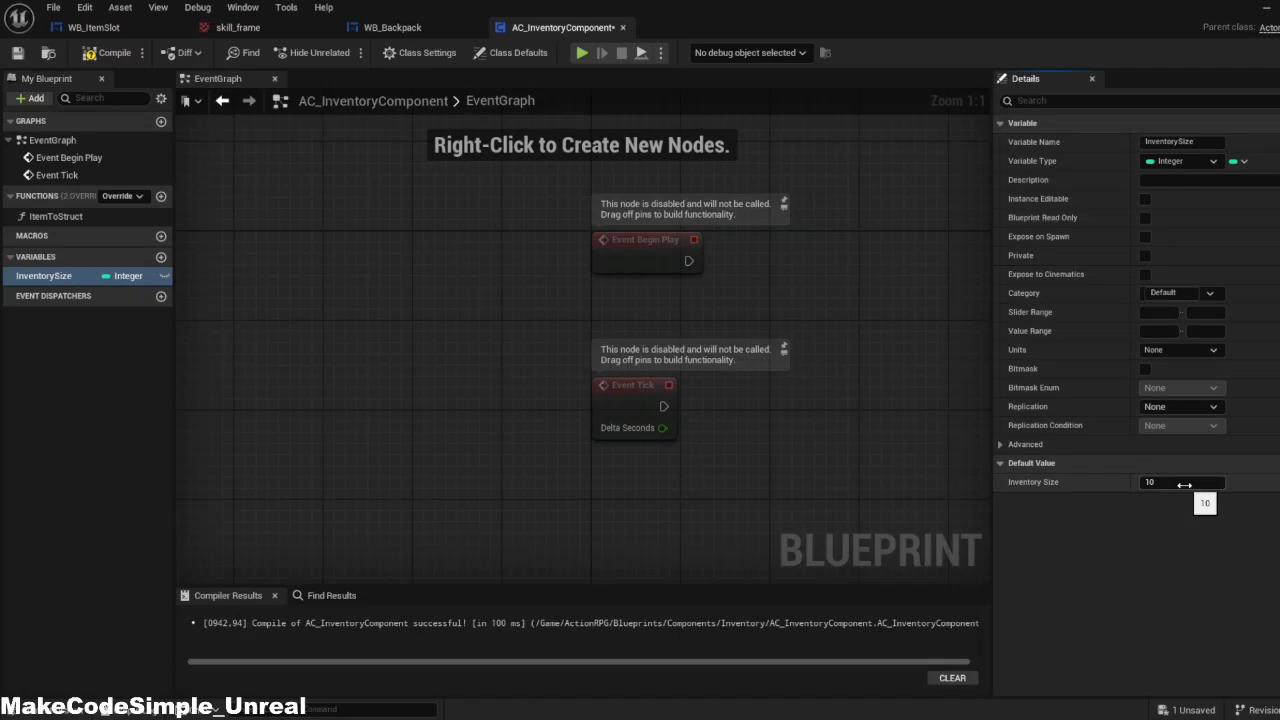 File Edit Asset View Debug Window Tools Help
WB_ItemSlot skill_frame WB_Backpack AC_InventoryComponent* Parent class: Actor
Compile Diff Find Hide Unrelated Class Settings Class Defaults No debug object selected
My Blueprint EventGraph Details
Add Search AC_InventoryComponent > EventGraph Zoom 1:1 Search
GRAPHS
EventGraph
Event Begin Play
Event Tick
FUNCTIONS (2 OVERRI Override
ItemToStruct
MACROS
VARIABLES
InventorySize Integer
EVENT DISPATCHERS
Right-Click to Create New Nodes.
This node is disabled and will not be called.
Drag off pins to build functionality.
Event Begin Play
This node is disabled and will not be called.
Drag off pins to build functionality.
Event Tick
Delta Seconds
BLUEPRINT
Variable
Variable Name InventorySize
Variable Type Integer
Description
Instance Editable
Blueprint Read Only
Expose on Spawn
Private
Expose to Cinematics
Category Default
Slider Range ..
Value Range ..
Units None
Bitmask
Bitmask Enum None
Replication None
Replication Condition None
Advanced
Default Value
Inventory Size 10
10
Compiler Results Find Results
• [0942,94] Compile of AC_InventoryComponent successful! [in 100 ms] (/Game/ActionRPG/Blueprints/Components/Inventory/AC_InventoryComponent.AC_InventoryComponent
CLEAR
MakeCodeSimple_Unreal
ommand 1 Unsaved Revisio